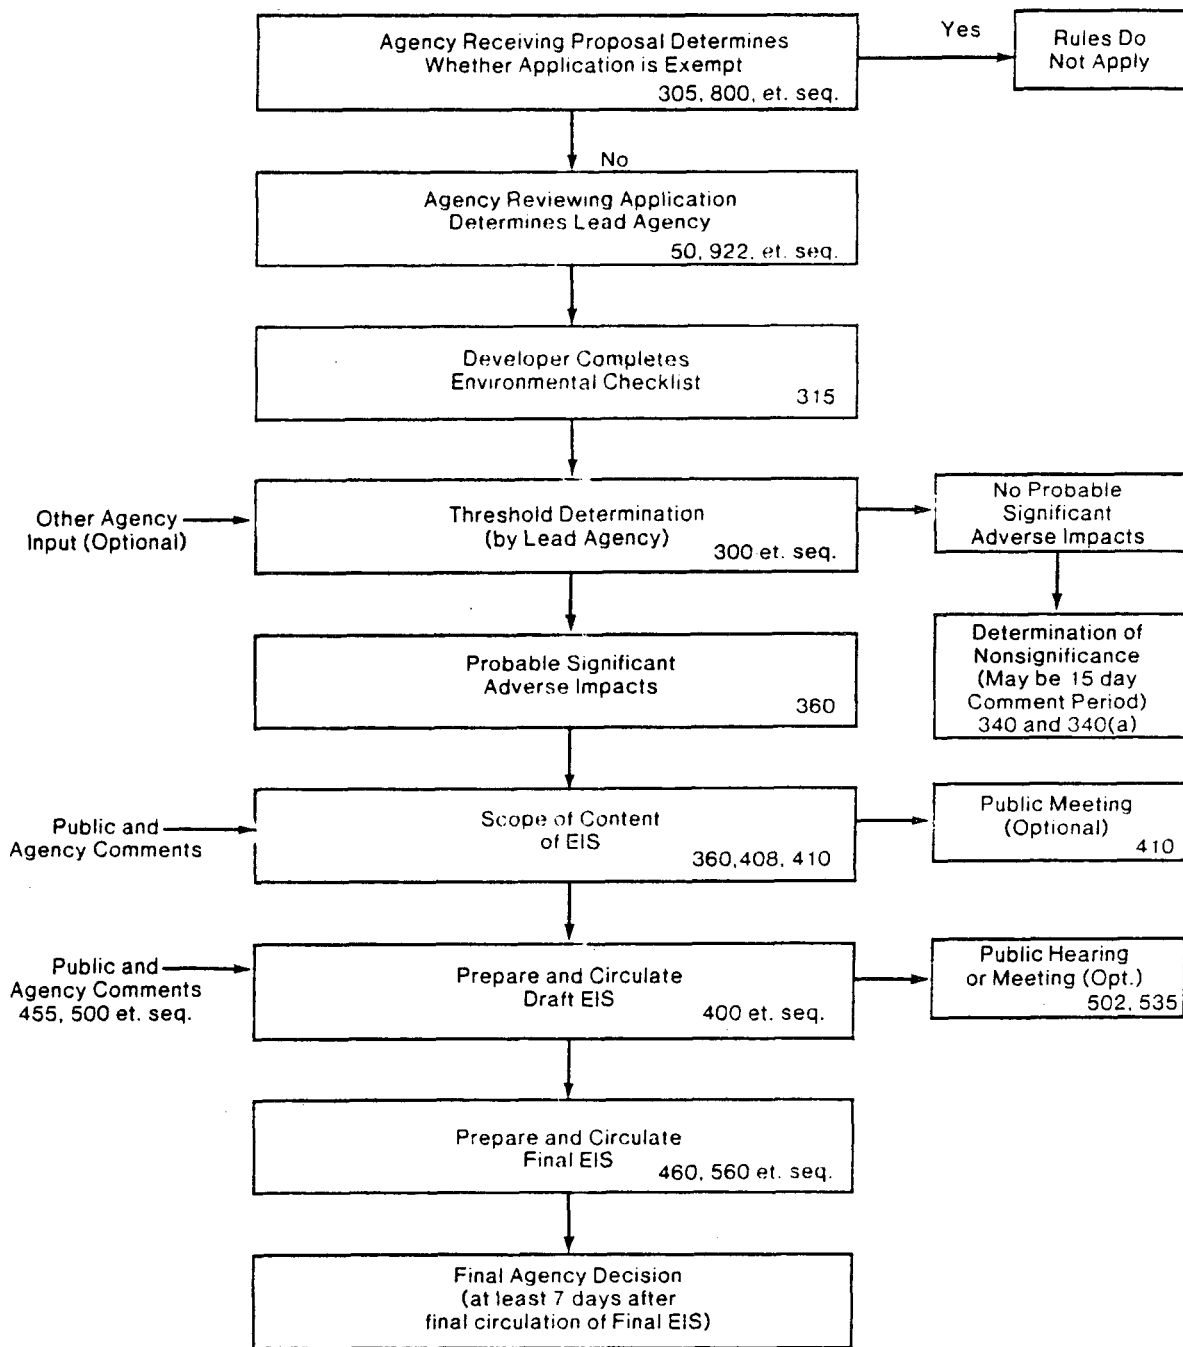 Agency Receiving Proposal Determines
Whether Application is Exempt
305, 800, et. seq.
Yes
Rules Do
Not Apply
No
Agency Reviewing Application
Determines Lead Agency
50, 922, et. seq.
Developer Completes
Environmental Checklist
315
Other Agency
Input (Optional)
Threshold Determination
(by Lead Agency)
300 et. seq.
No Probable
Significant
Adverse Impacts
Determination of
Nonsignificance
(May be 15 day
Comment Period)
340 and 340(a)
Probable Significant
Adverse Impacts
360
Public and
Agency Comments
Scope of Content
of EIS
360,408, 410
Public Meeting
(Optional)
410
Public and
Agency Comments
455, 500 et. seq.
Prepare and Circulate
Draft EIS
400 et. seq.
Public Hearing
or Meeting (Opt.)
502, 535
Prepare and Circulate
Final EIS
460, 560 et. seq.
Final Agency Decision
(at least 7 days after
final circulation of Final EIS)